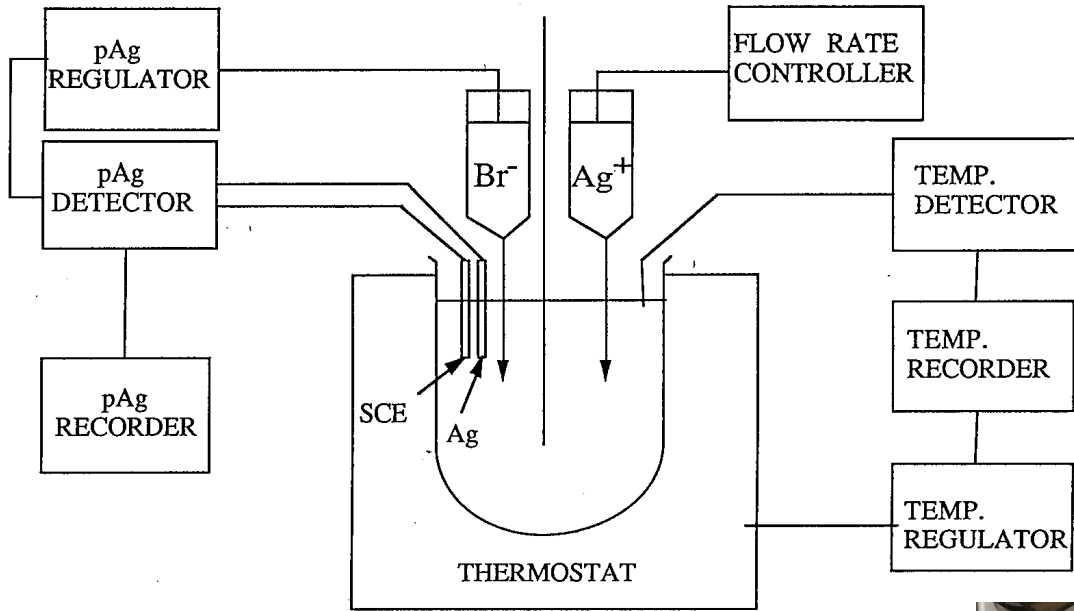 pAg
REGULATOR
FLOW RATE
CONTROLLER
Br⁻
Ag⁺
pAg
DETECTOR
TEMP.
DETECTOR
TEMP.
RECORDER
pAg
RECORDER
SCE
Ag
TEMP.
REGULATOR
THERMOSTAT